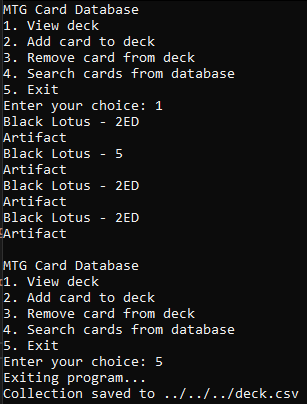 MTG Card Database
1. View deck
2. Add card to deck
3. Remove card from deck
4. Search cards from database
5. Exit
Enter your choice: 1
Black Lotus - 2ED
Artifact
Black Lotus - 5
Artifact
Black Lotus - 2ED
Artifact
Black Lotus - 2ED
Artifact

MTG Card Database
1. View deck
2. Add card to deck
3. Remove card from deck
4. Search cards from database
5. Exit
Enter your choice: 5
Exiting program...
Collection saved to ../../../deck.csv